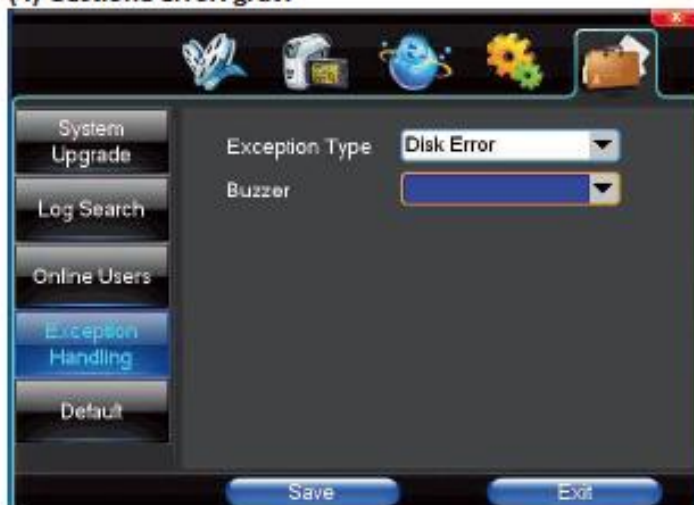 System
Upgrade
Log Search
Online Users
Exception
Handling
Default
Exception Type Disk Error
Buzzer
Save Exit